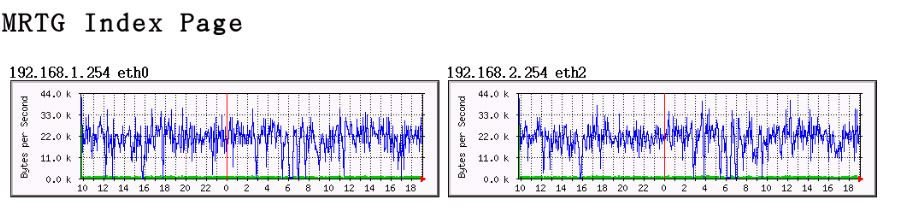 MRTG Index Page
192.168.1.254 eth0
192.168.2.254 eth2
Bytes per Second
44.0 k
33.0 k
22.0 k
11.0 k
0.0 k
10 12 14 16 18 20 22 0 2 4 6 8 10 12 14 16 18
Bytes per Second
44.0 k
33.0 k
22.0 k
11.0 k
0.0 k
10 12 14 16 18 20 22 0 2 4 6 8 10 12 14 16 18